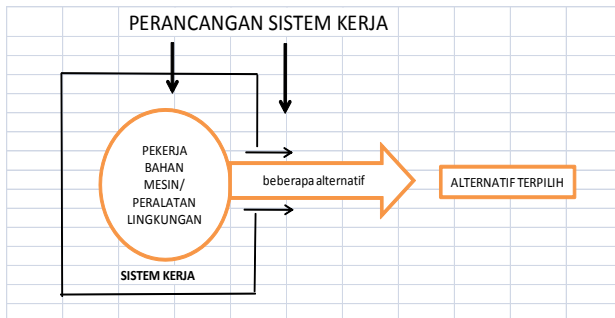 PERANCANGAN SISTEM KERJA
PEKERJA
BAHAN
MESIN/
PERALATAN
LINGKUNGAN
beberapa alternatif
ALTERNATIF TERPILIH
SISTEM KERJA